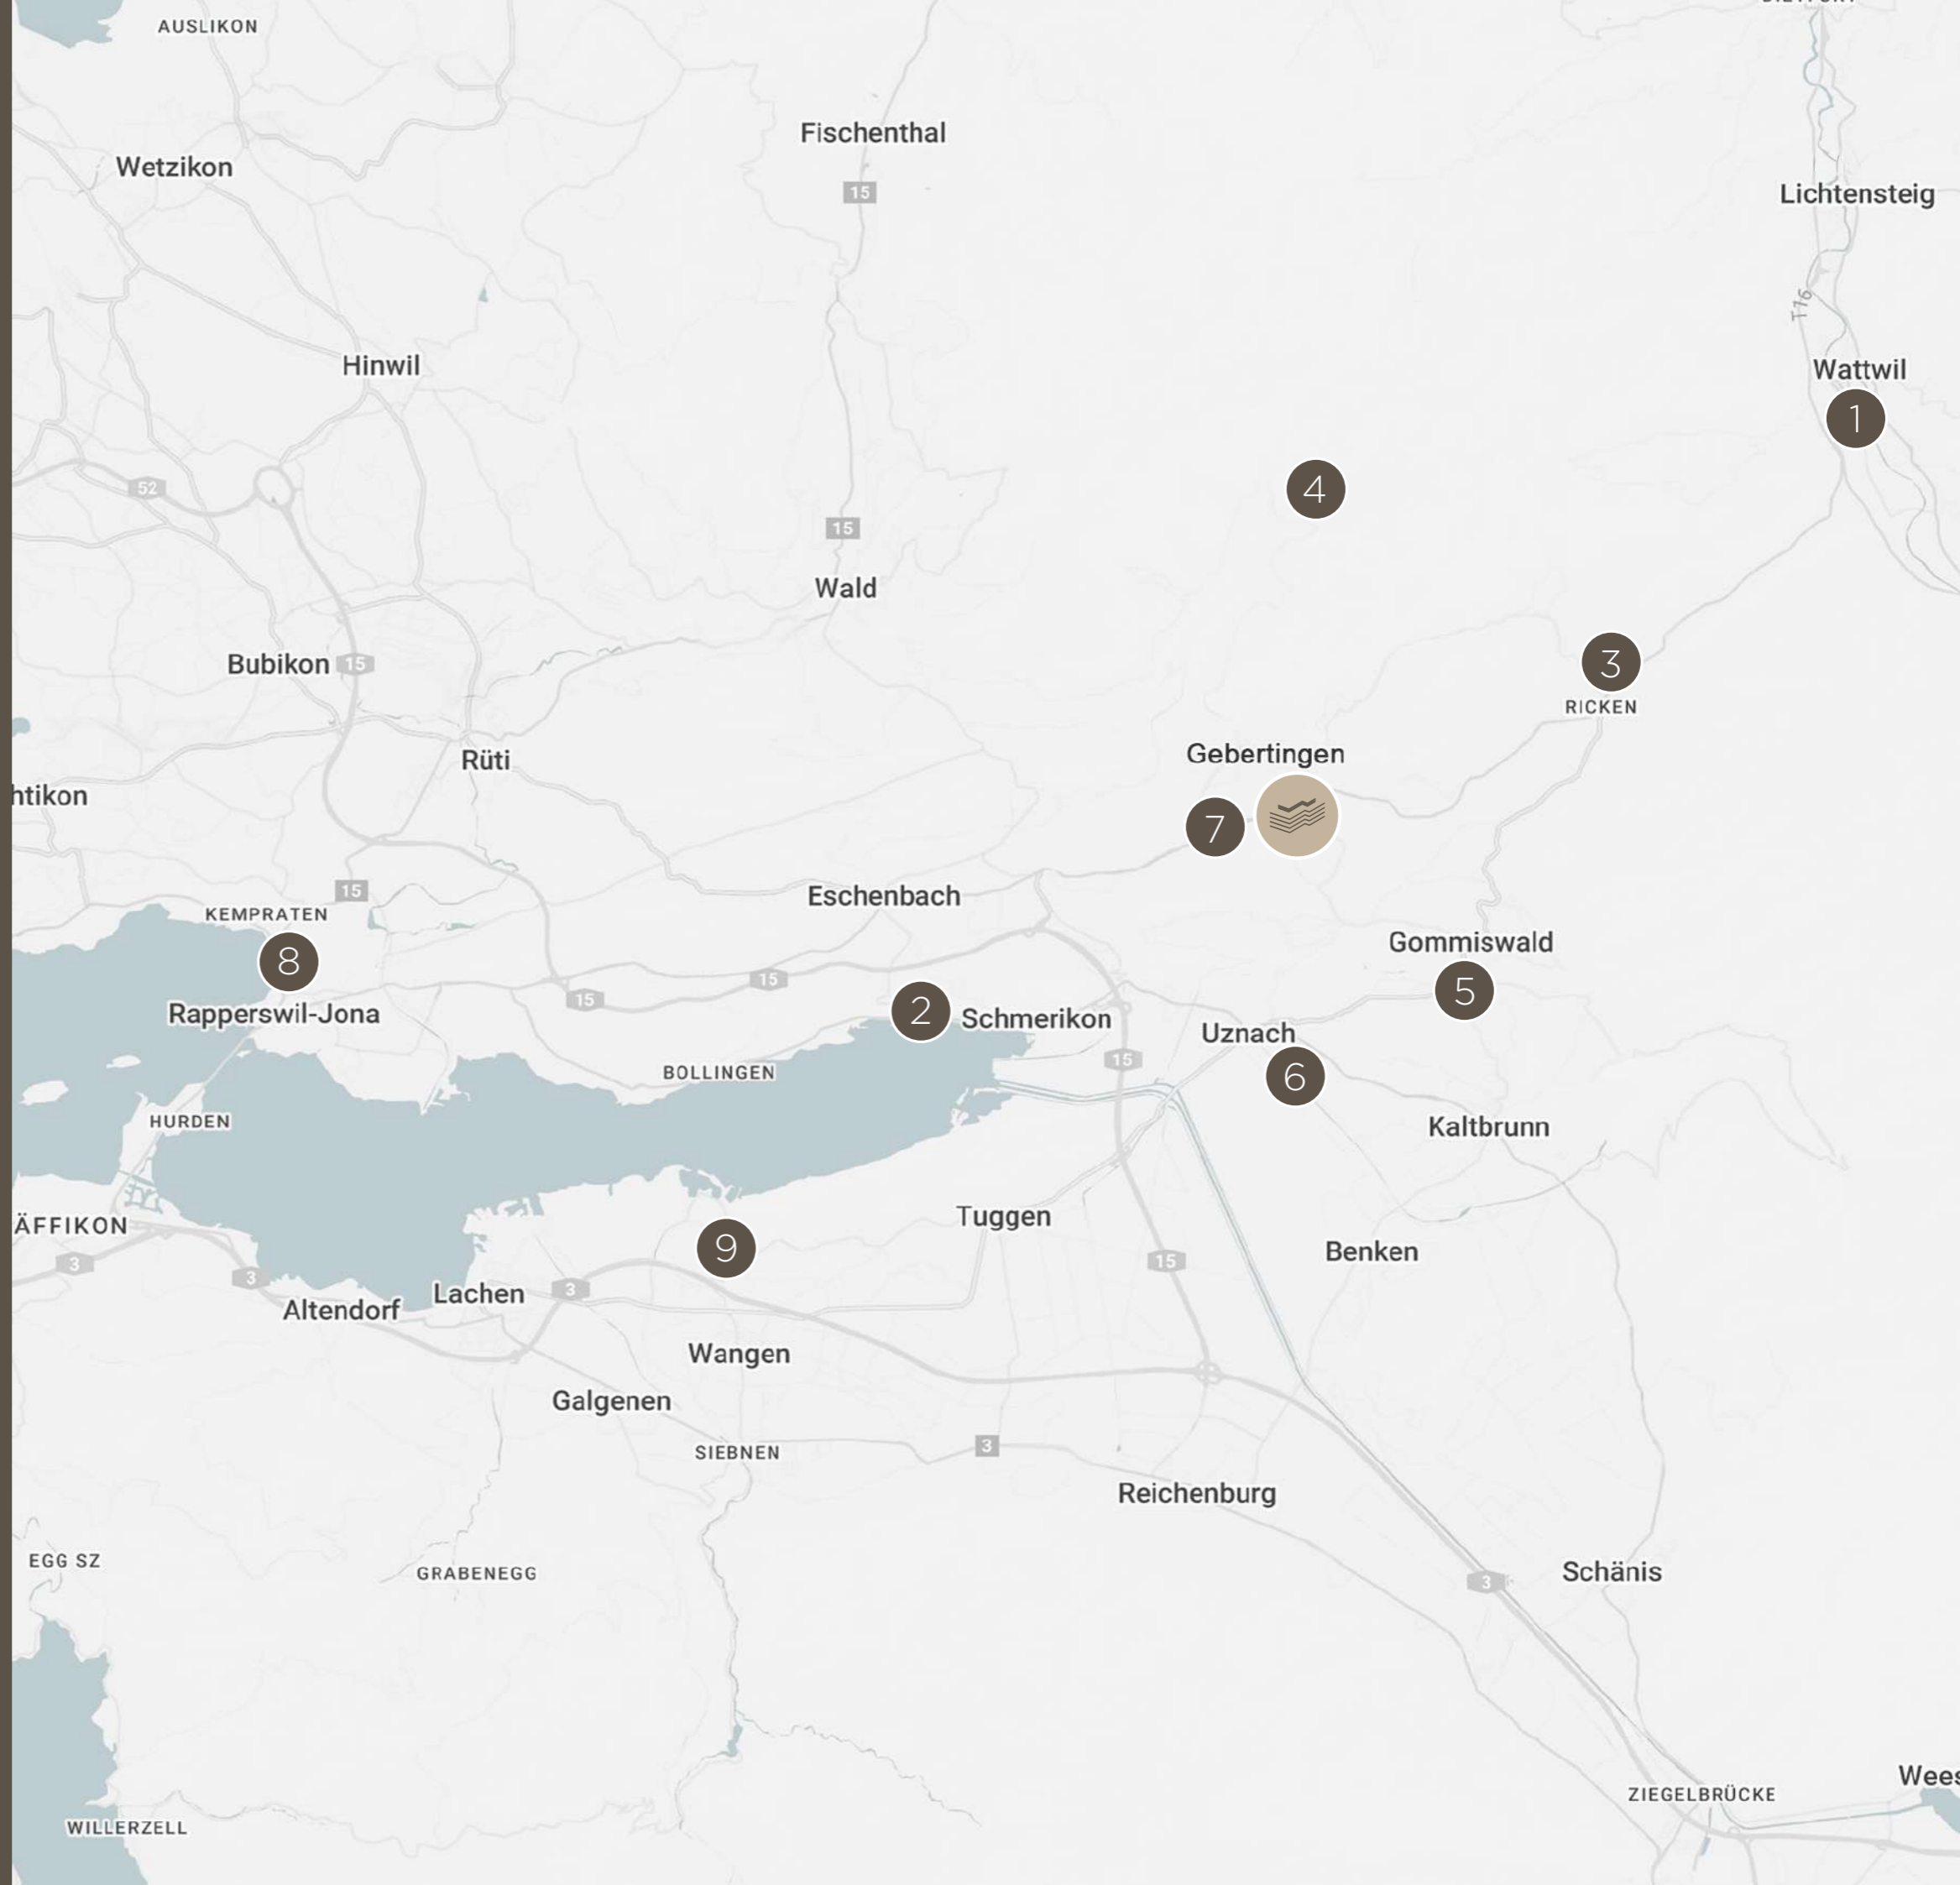 AUSLIKON
Fischenthal
Wetzikon
15
Lichtensteig
T16
Hinwil
Wattwil
1
52
4
15
Wald
Bubikon
15
3
RICKEN
Gebertingen
Rüti
htikon
7
15
Eschenbach
KEMPRATEN
Gommiswald
8
15
5
15
Rapperswil-Jona
2
Schmerikon
Uznach
15
BOLLINGEN
6
HURDEN
Kaltbrunn
Tuggen
ÄFFIKON
9
Benken
15
3
3
Lachen
3
Altendorf
Wangen
Galgenen
SIEBNEN
3
Reichenburg
EGG SZ
GRABENEGG
Schänis
3
Wees
ZIEGELBRÜCKE
WILLERZELL